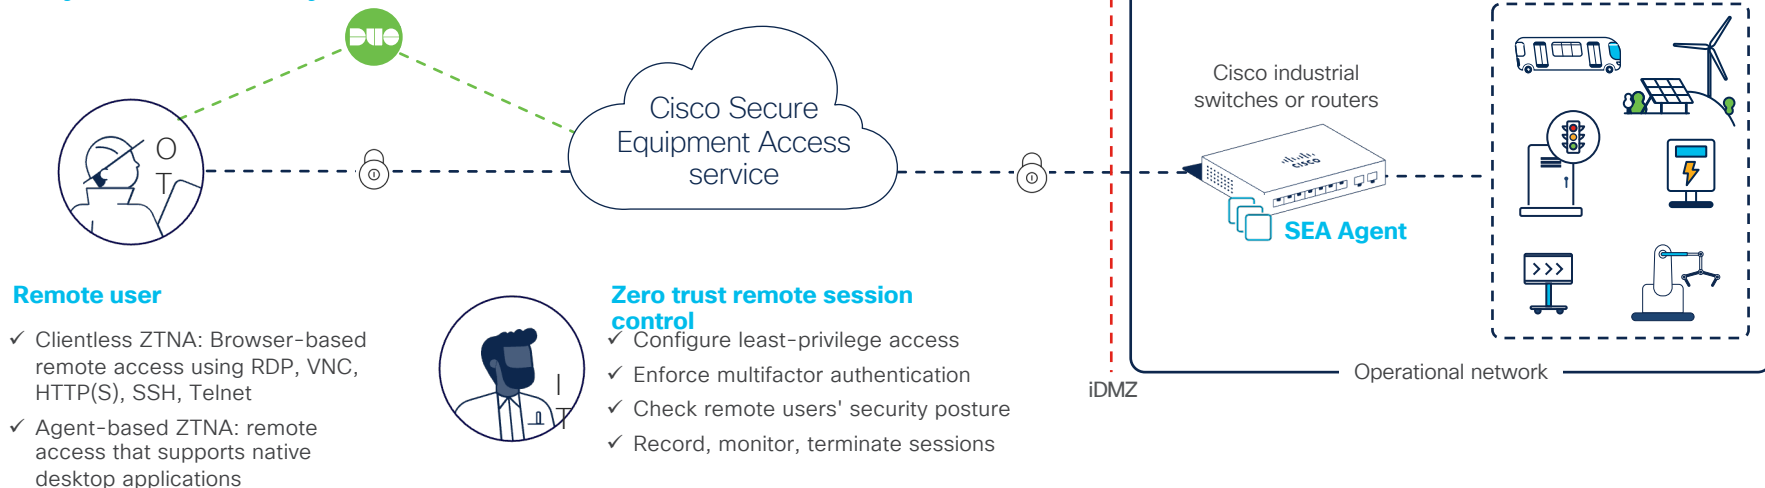 DUO
Cisco industrial
switches or routers
Cisco Secure
Equipment Access
service
O
T
CISCO
SEA Agent
>>>
Remote user
✓ Clientless ZTNA: Browser-based
remote access using RDP, VNC,
HTTP(S), SSH, Telnet
✓ Agent-based ZTNA: remote
access that supports native
desktop applications
I
T
Zero trust remote session
control
✓ Configure least-privilege access
✓ Enforce multifactor authentication
✓ Check remote users' security posture
✓ Record, monitor, terminate sessions
iDMZ
Operational network